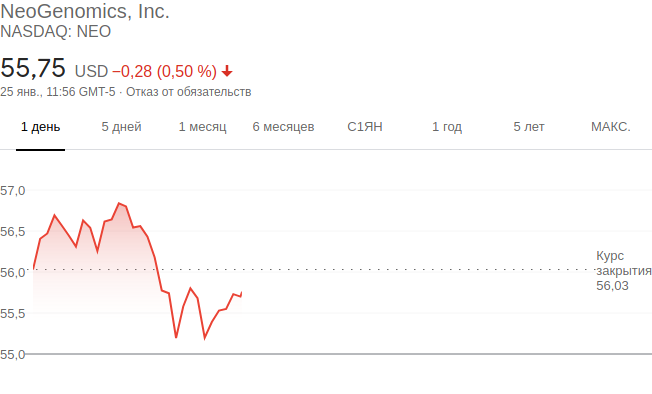 NeoGenomics, Inc.
NASDAQ: NEO
55,75 USD −0,28 (0,50 %)
25 янв., 11:56 GMT-5 · Отказ от обязательств
1 день 5 дней 1 месяц 6 месяцев С1ЯН 1 год 5 лет МАКС.
57,0
56,5
Курс
56,0 закрытия
56,03
55,5
55,0